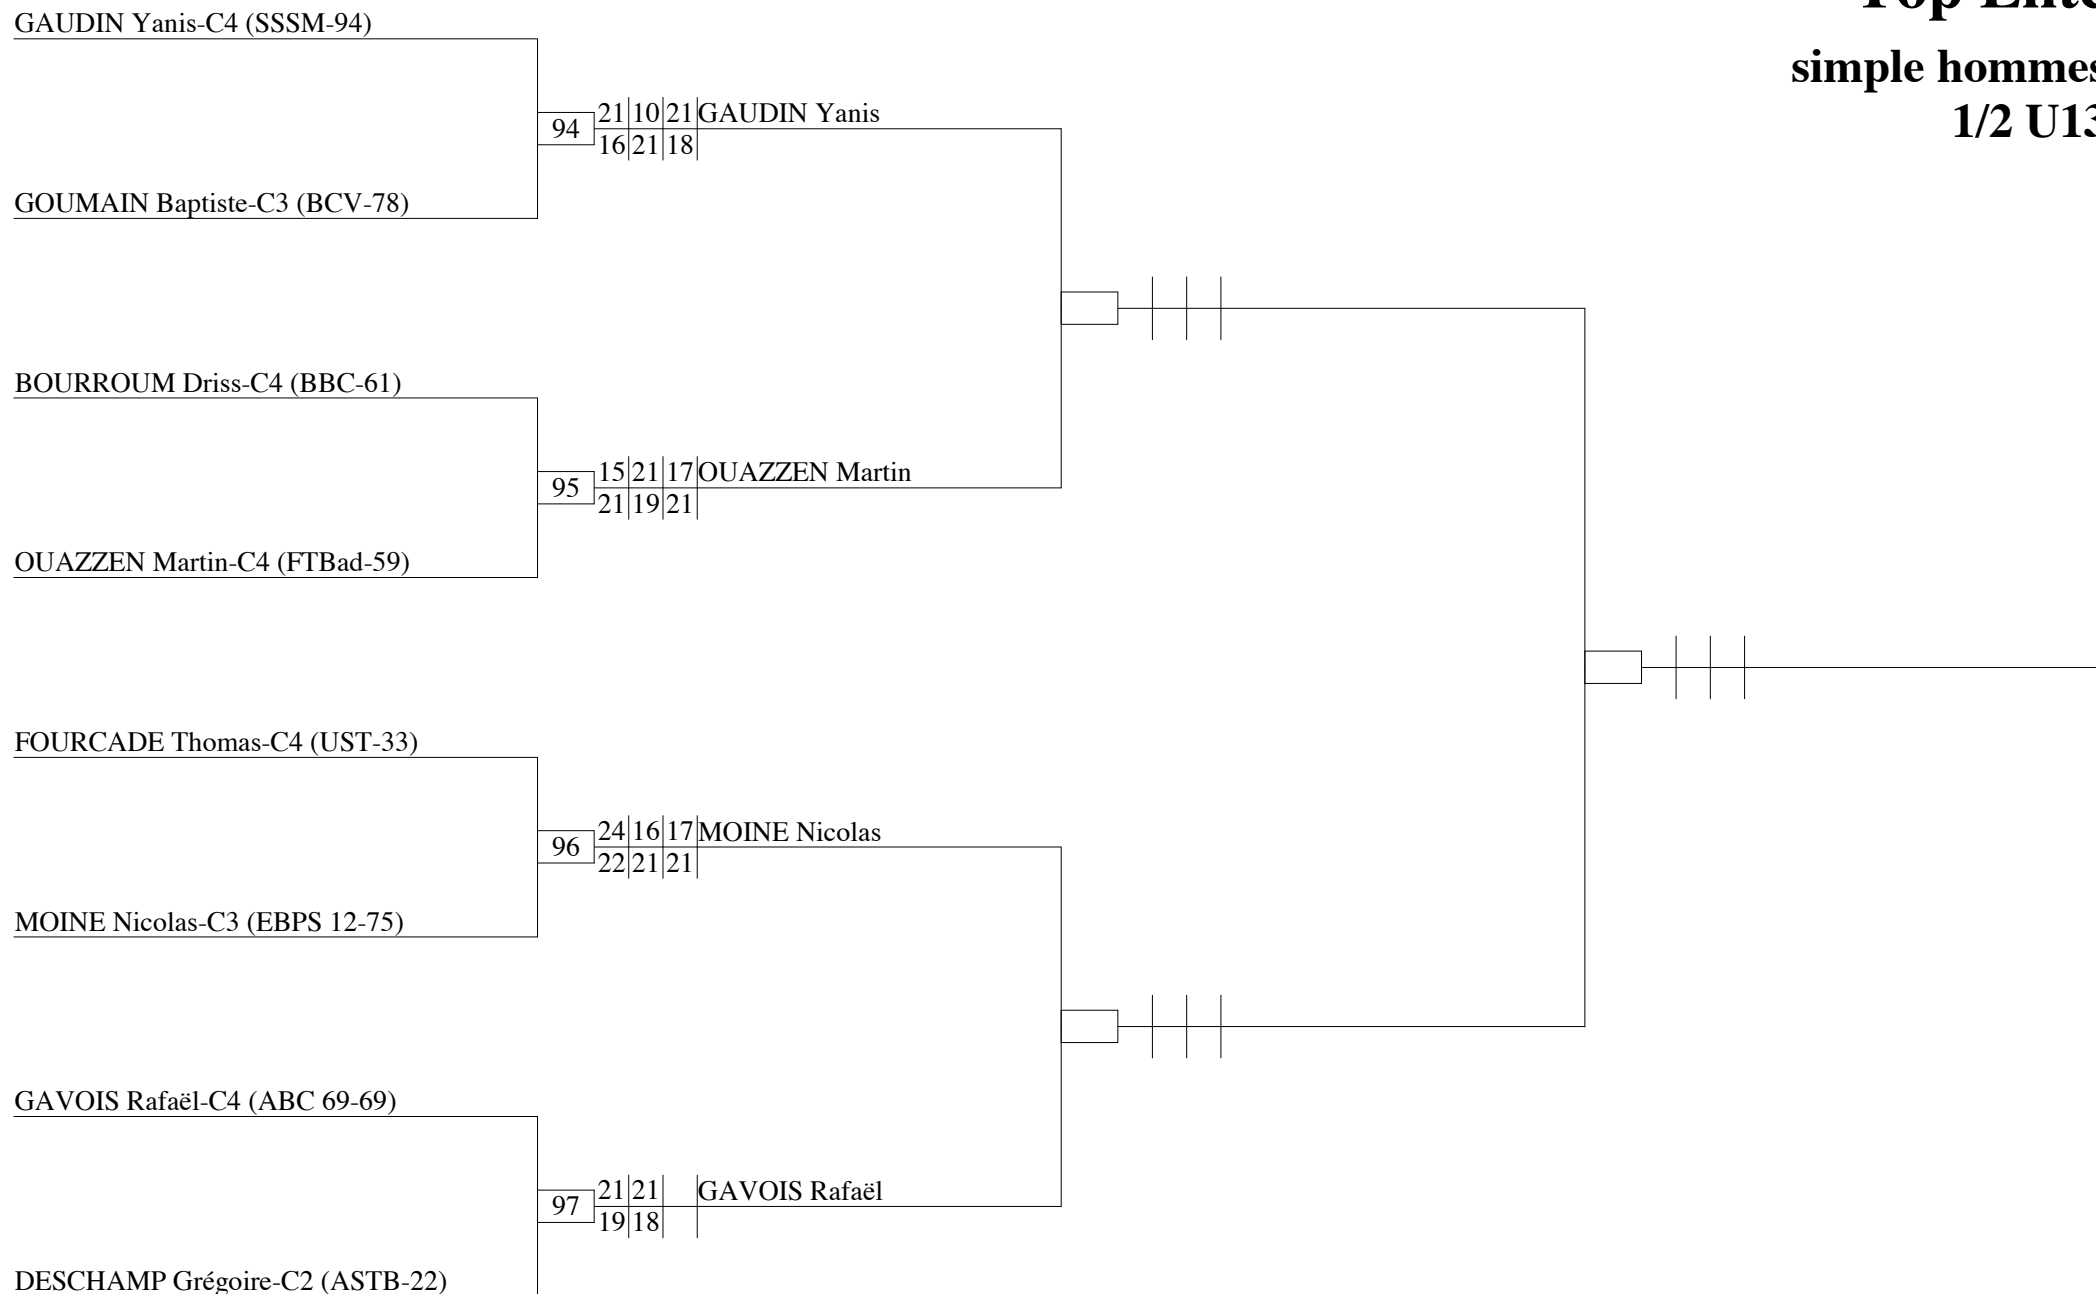 Top Elite
simple hommes
1/2 U13
GAUDIN Yanis-C4 (SSSM-94)
94
21 10 21 GAUDIN Yanis
16 21 18
GOUMAIN Baptiste-C3 (BCV-78)
BOURROUM Driss-C4 (BBC-61)
95
15 21 17 OUAZZEN Martin
21 19 21
OUAZZEN Martin-C4 (FTBad-59)
FOURCADE Thomas-C4 (UST-33)
96
24 16 17 MOINE Nicolas
22 21 21
MOINE Nicolas-C3 (EBPS 12-75)
GAVOIS Rafaël-C4 (ABC 69-69)
97
21 21 GAVOIS Rafaël
19 18
DESCHAMP Grégoire-C2 (ASTB-22)